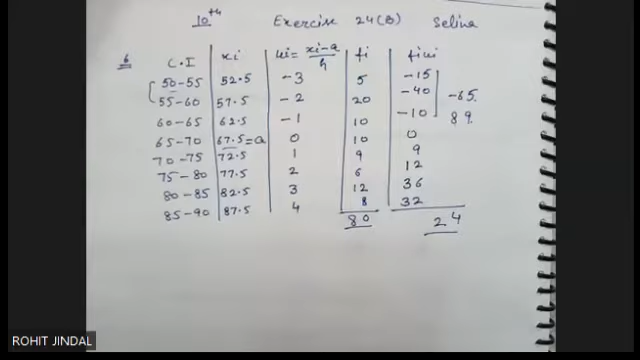 10th Exercise 24(B) Selina
6 C.I xi ui = xi-a/h fi fiui
50-55 52.5 -3 5 -15
55-60 57.5 -2 20 -40 -65
60-65 62.5 -1 10 -10 89
65-70 67.5=a 0 10 0
70-75 72.5 1 9 9
75-80 77.5 2 6 12
80-85 82.5 3 12 36
85-90 87.5 4 8 32
80 24
ROHIT JINDAL